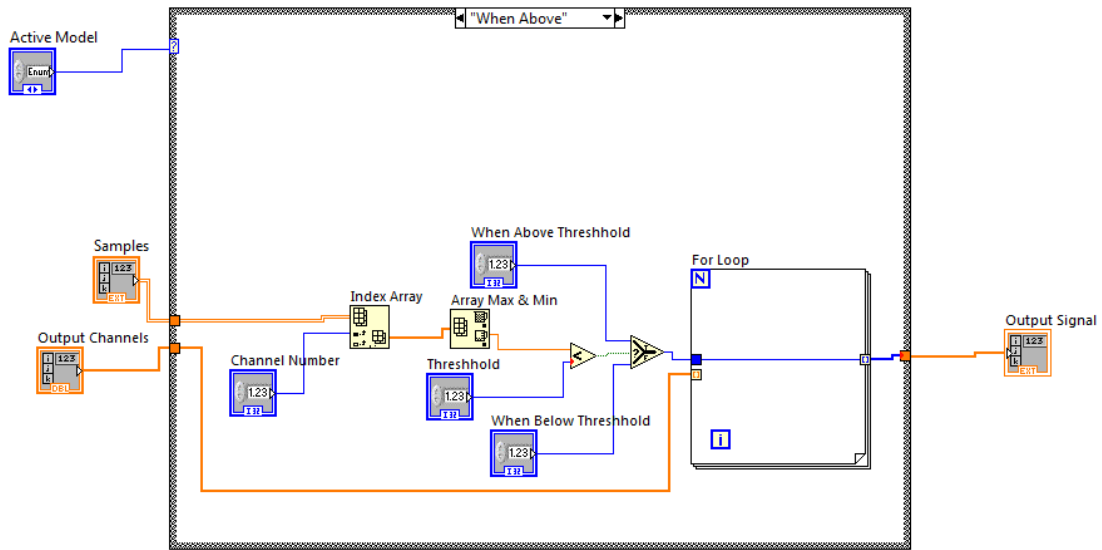 "When Above"
Active Model
?
Enum
Samples
i
j
k
123
EXT
Output Channels
i
j
k
123
DBL
Index Array
Channel Number
1.23
I32
Array Max & Min
When Above Threshhold
1.23
I32
Threshhold
1.23
I32
<
?
T
F
When Below Threshhold
1.23
I32
For Loop
N
i
Output Signal
i
j
k
123
EXT